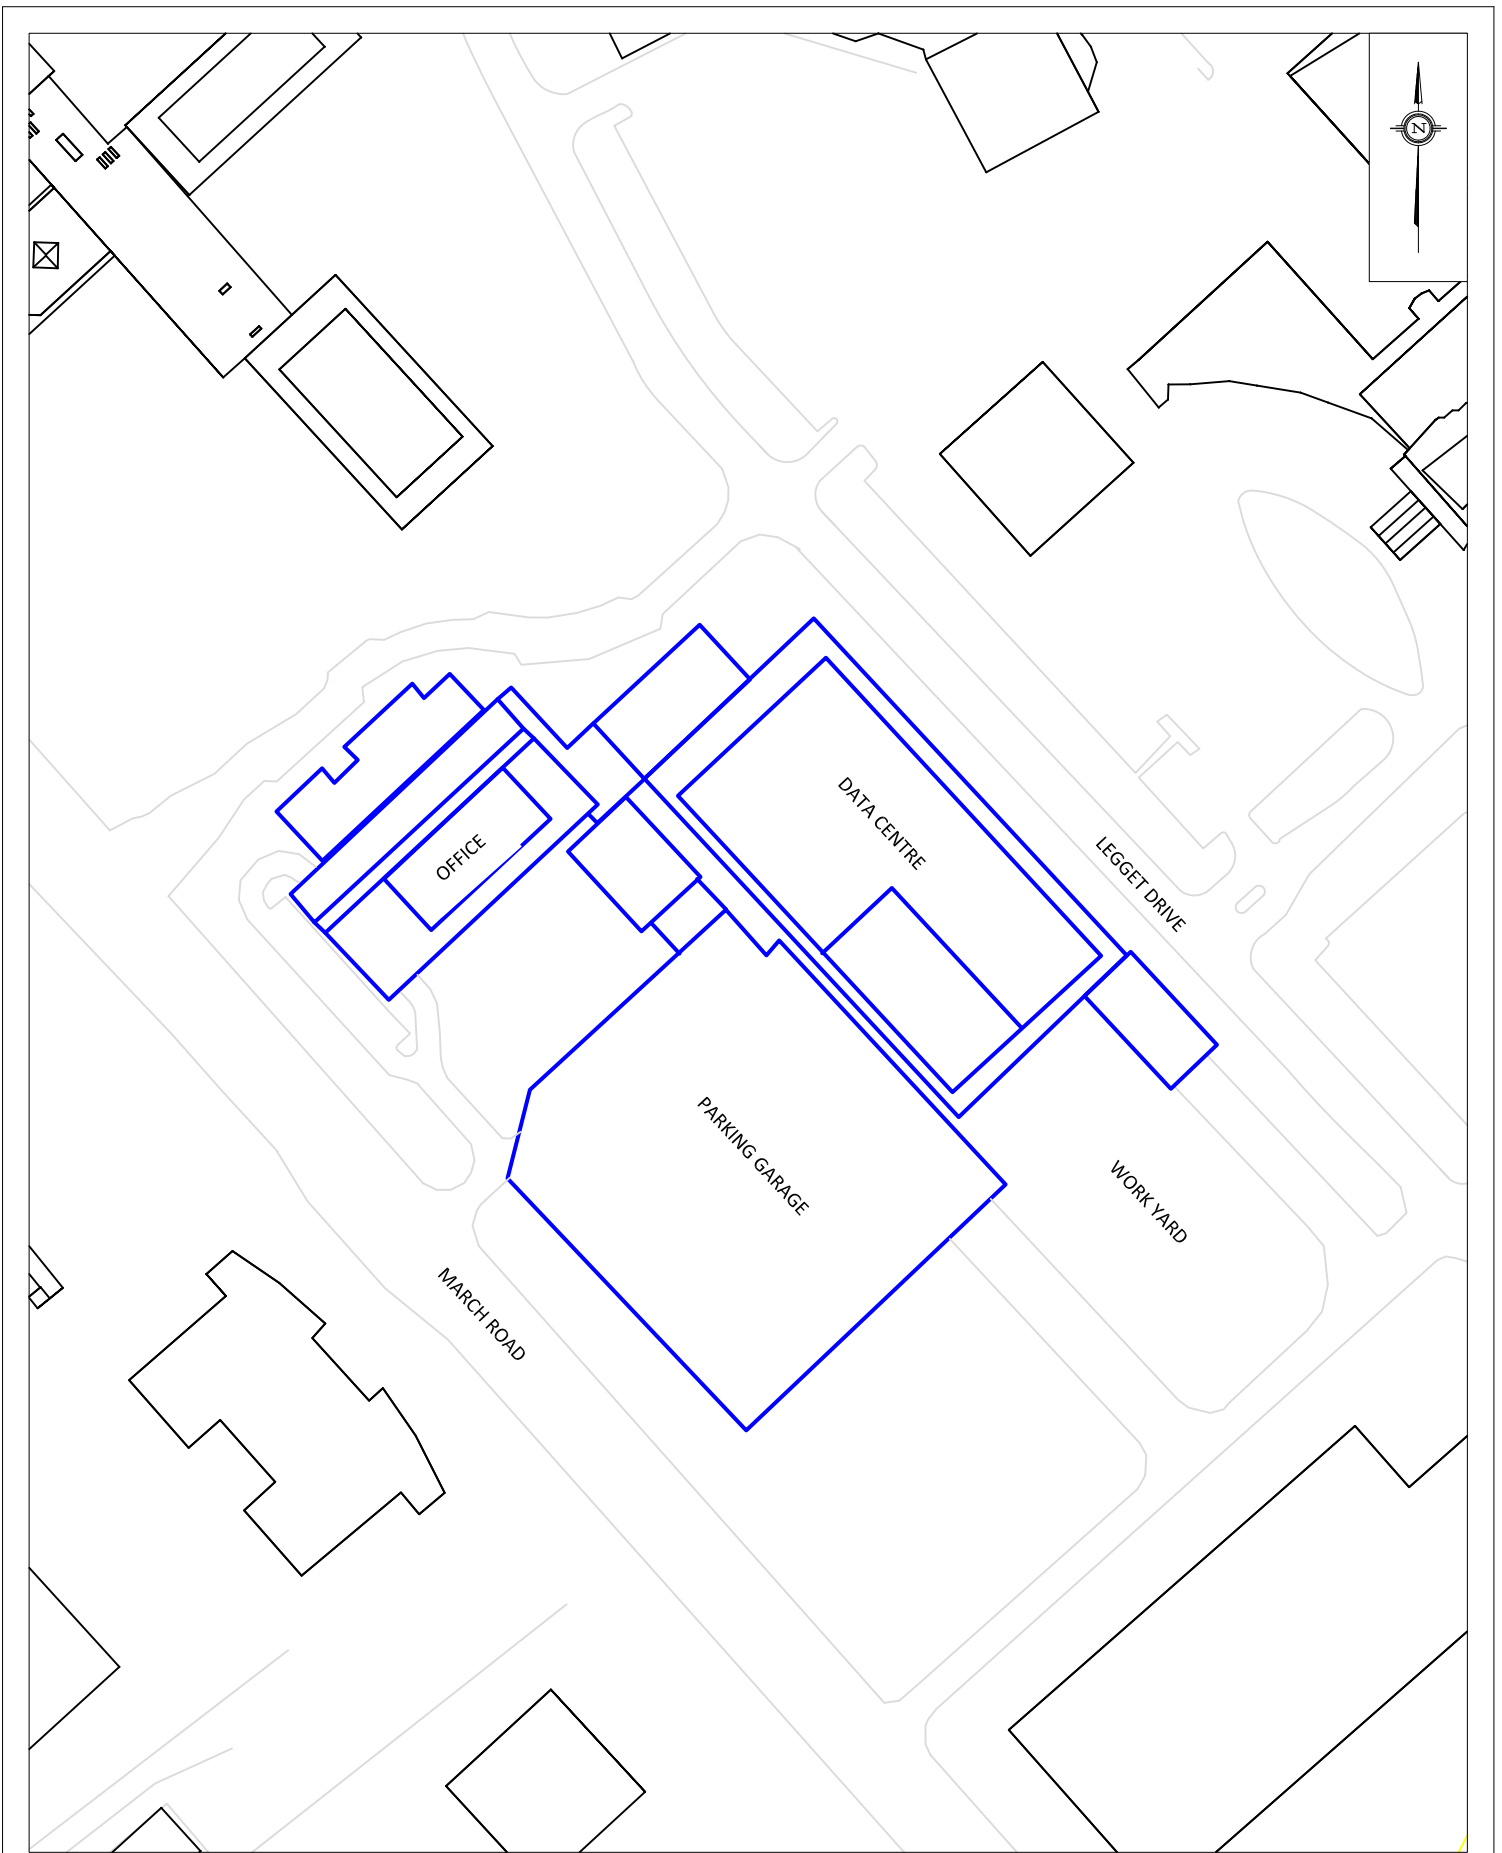 N
DATA CENTRE
LEGGET DRIVE
OFFICE
PARKING GARAGE
WORK YARD
MARCH ROAD